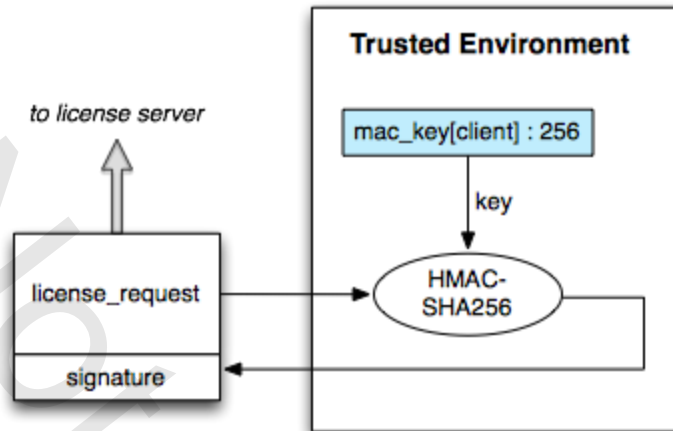 Trusted Environment
to license server
mac_key[client] : 256
key
license_request
HMAC-
SHA256
signature